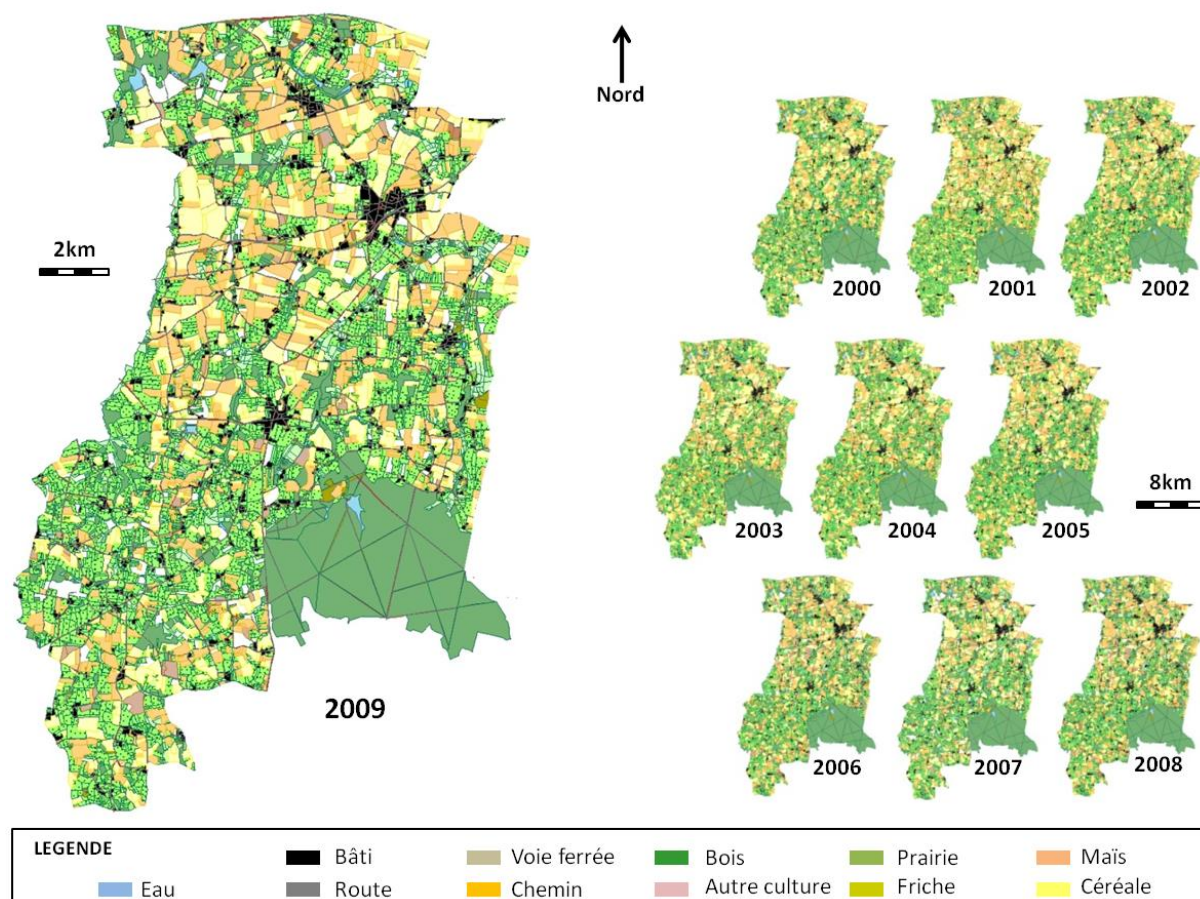 Nord
2km
2009
2000
2001
2002
2003
2004
2005
8km
2006
2007
2008
LEGENDE
Bâti
Voie ferrée
Bois
Prairie
Maïs
Eau
Route
Chemin
Autre culture
Friche
Céréale